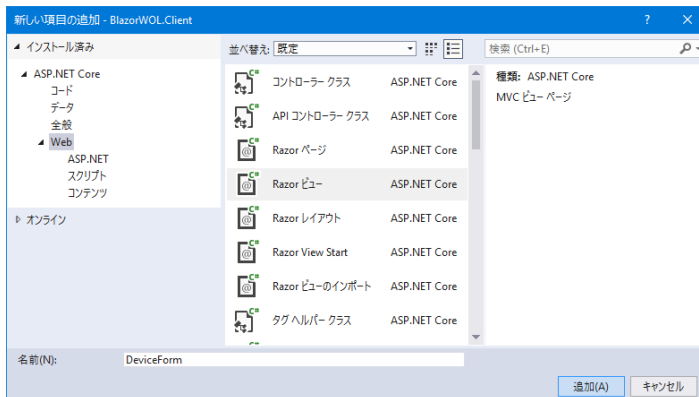 新しい項目の追加 - BlazorWOL.Client
インストール済み
並べ替え: 既定
検索 (Ctrl+E)
ASP.NET Core
コード
データ
全般
Web
ASP.NET
スクリプト
コンテンツ
オンライン
コントローラー クラス ASP.NET Core
API コントローラー クラス ASP.NET Core
Razor ページ ASP.NET Core
Razor ビュー ASP.NET Core
Razor レイアウト ASP.NET Core
Razor View Start ASP.NET Core
Razor ビューのインポート ASP.NET Core
タグ ヘルパー クラス ASP.NET Core
種類: ASP.NET Core
MVC ビュー ページ
名前(N): DeviceForm
追加(A) キャンセル